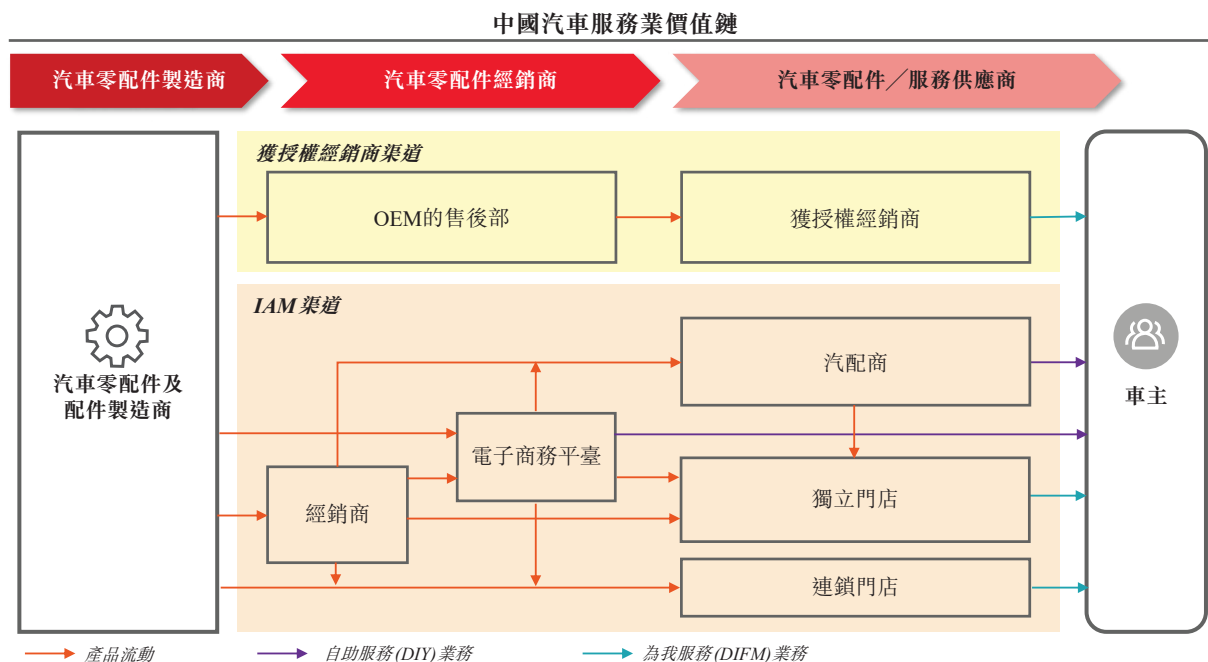 中國汽車服務業價值鏈
汽車零配件製造商
汽車零配件經銷商
汽車零配件／服務供應商
獲授權經銷商渠道
OEM的售後部
獲授權經銷商
IAM渠道
汽車零配件及
配件製造商
汽配商
車主
電子商務平臺
經銷商
獨立門店
連鎖門店
產品流動
自助服務(DIY)業務
為我服務(DIFM)業務